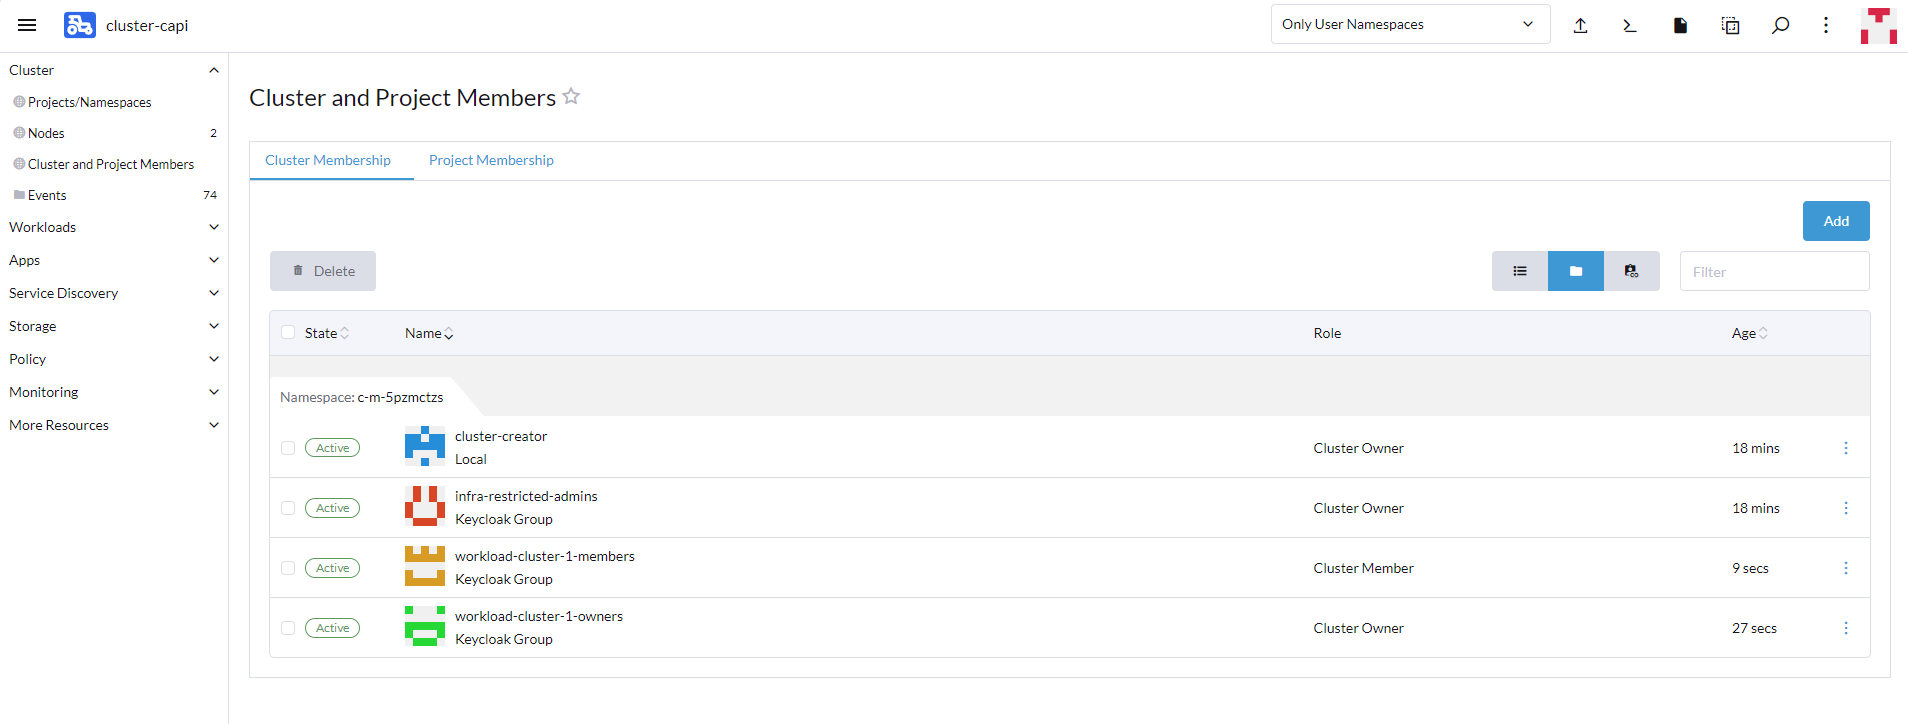 cluster-capi
Only User Namespaces
Cluster
Projects/Namespaces
Nodes 2
Cluster and Project Members
Events 74
Workloads
Apps
Service Discovery
Storage
Policy
Monitoring
More Resources
Cluster and Project Members
Cluster Membership Project Membership
Add
Delete
Filter
State Name Role Age
Namespace: c-m-5pzmctzs
Active cluster-creator Cluster Owner 18 mins
Local
Active infra-restricted-admins Cluster Owner 18 mins
Keycloak Group
Active workload-cluster-1-members Cluster Member 9 secs
Keycloak Group
Active workload-cluster-1-owners Cluster Owner 27 secs
Keycloak Group